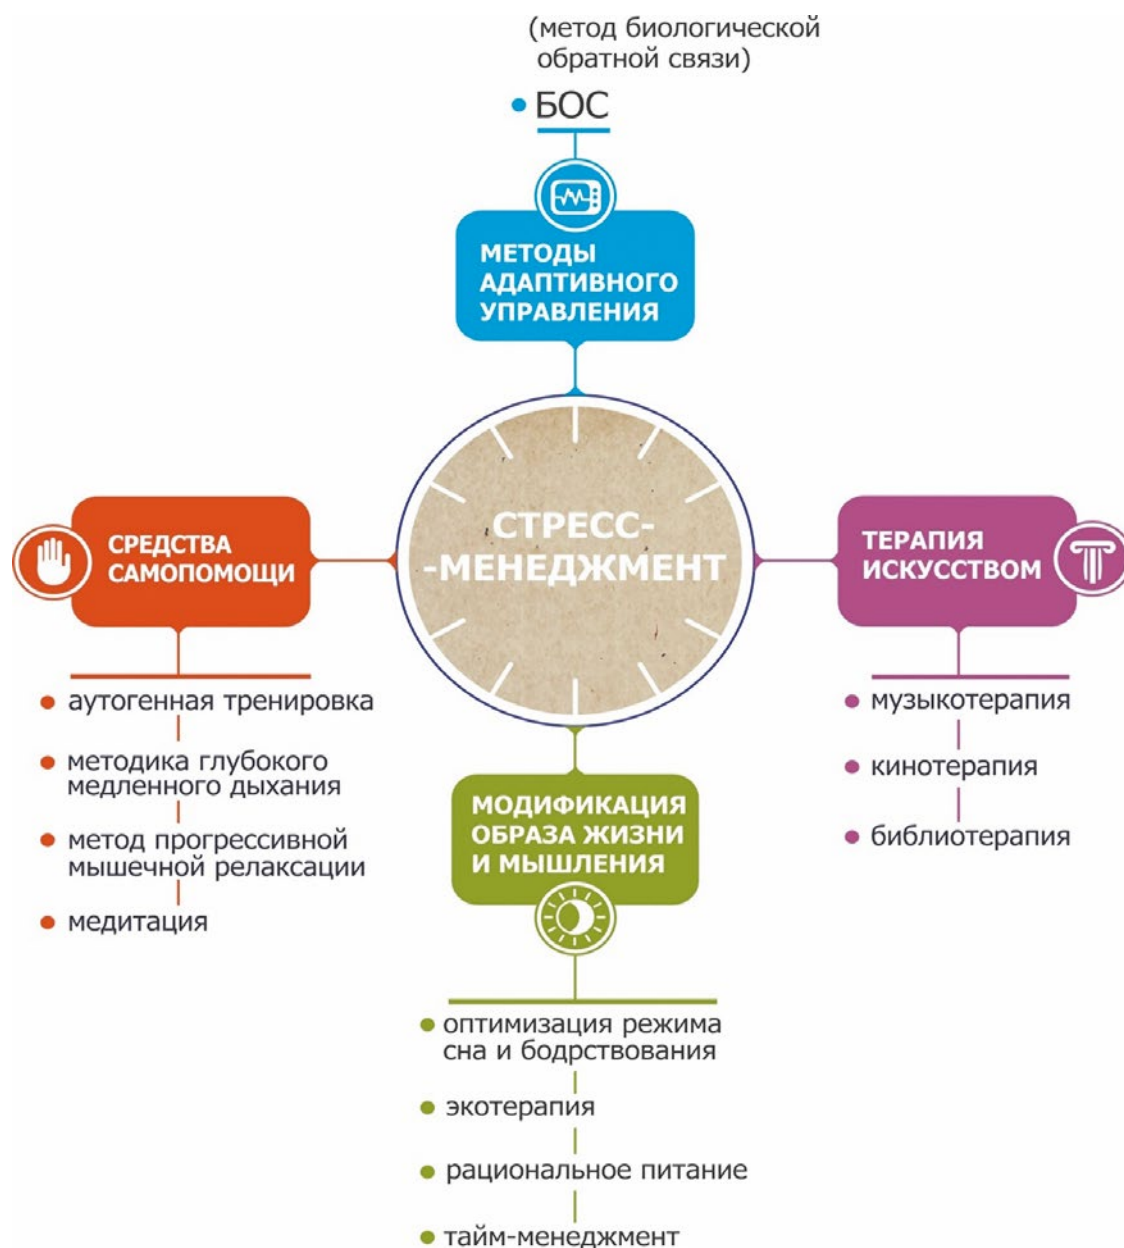 (метод биологической
обратной связи)
• БОС
МЕТОДЫ
АДАПТИВНОГО
УПРАВЛЕНИЯ
СТРЕСС-
-МЕНЕДЖМЕНТ
СРЕДСТВА
САМОПОМОЩИ
• аутогенная тренировка
• методика глубокого
медленного дыхания
• метод прогрессивной
мышечной релаксации
• медитация
ТЕРАПИЯ
ИСКУССТВОМ
• музыкотерапия
• кинотерапия
• библиотерапия
МОДИФИКАЦИЯ
ОБРАЗА ЖИЗНИ
И МЫШЛЕНИЯ
• оптимизация режима
сна и бодрствования
• экотерапия
• рациональное питание
• тайм-менеджмент